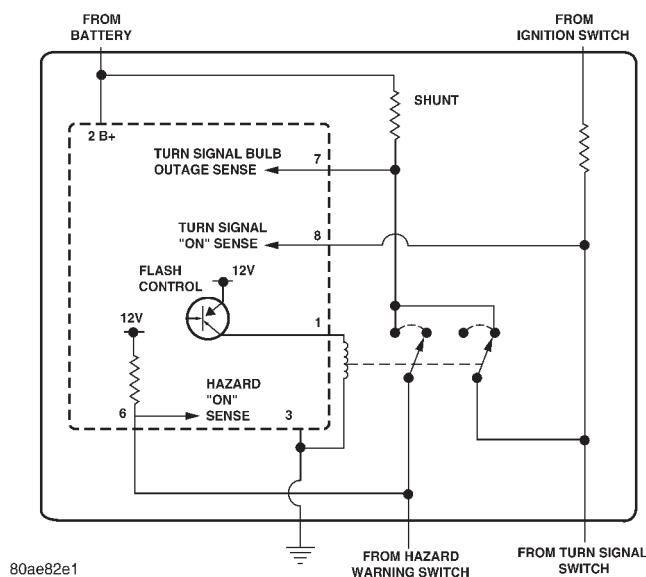 FROM
BATTERY
FROM
IGNITION SWITCH
SHUNT
2 B+
TURN SIGNAL BULB
OUTAGE SENSE
7
TURN SIGNAL
"ON" SENSE
8
FLASH
CONTROL
12V
12V
1
HAZARD
"ON"
SENSE
6
3
FROM HAZARD
WARNING SWITCH
FROM TURN SIGNAL
SWITCH
80ae82e1